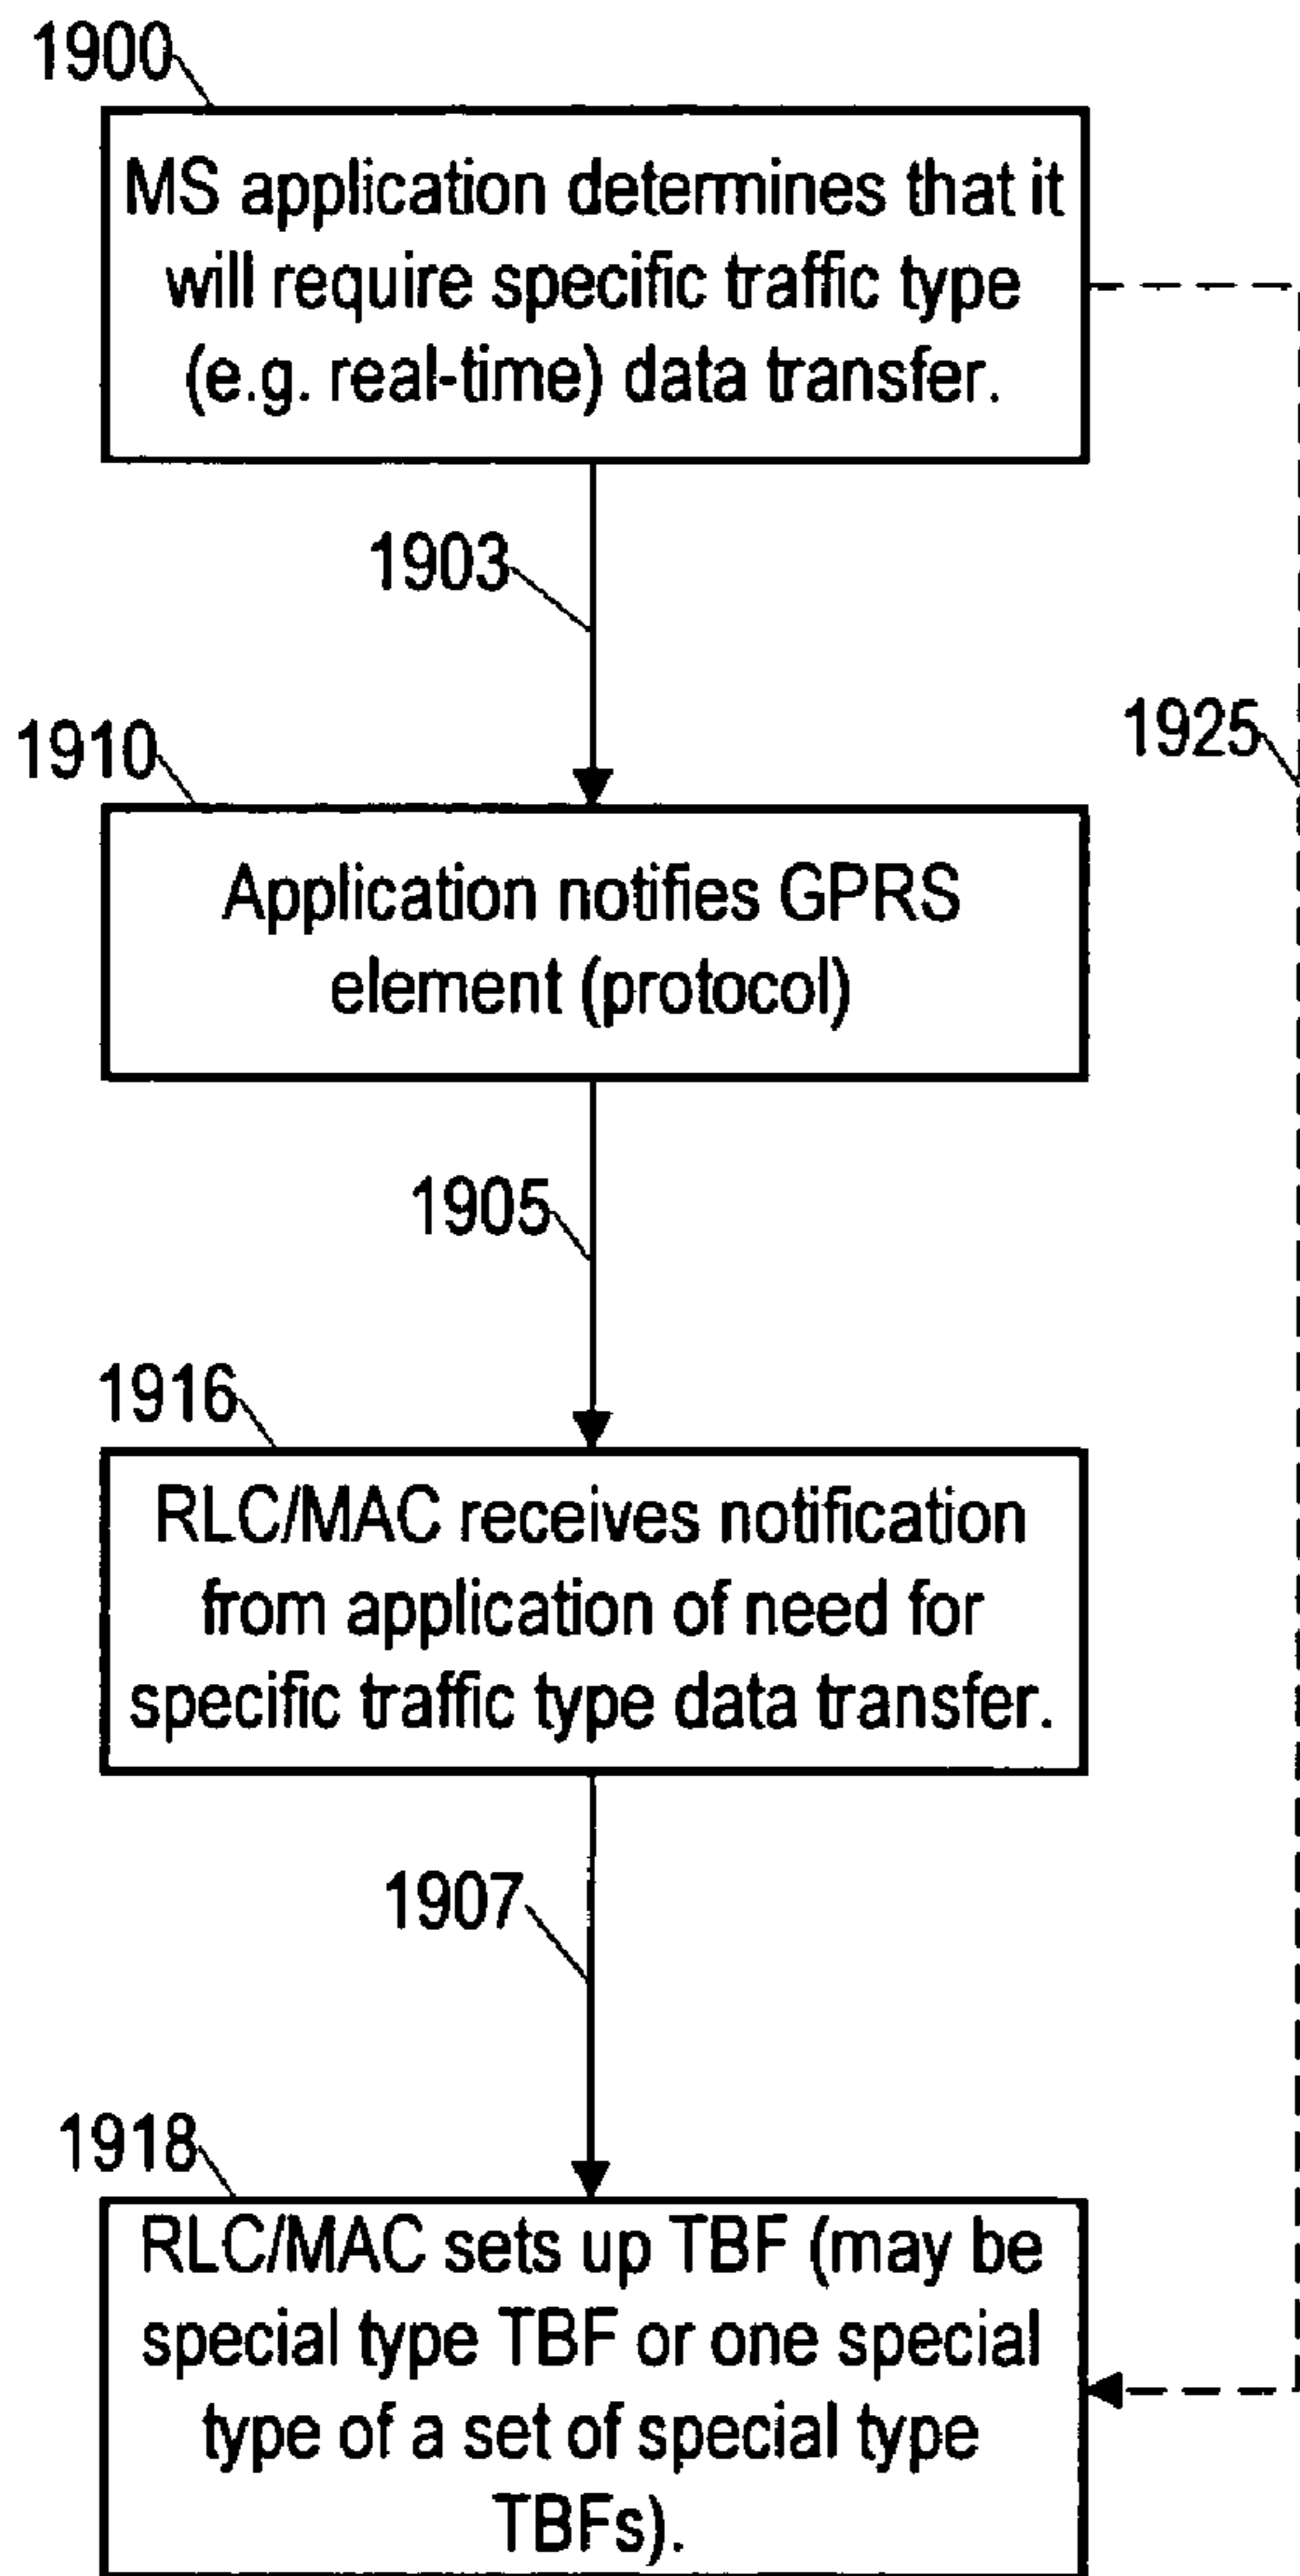 1900
MS application determines that it
will require specific traffic type
(e.g. real-time) data transfer.
1903
1925
1910
Application notifies GPRS
element (protocol)
1905
1916
RLC/MAC receives notification
from application of need for
specific traffic type data transfer.
1907
1918
RLC/MAC sets up TBF (may be
special type TBF or one special
type of a set of special type
TBFs).